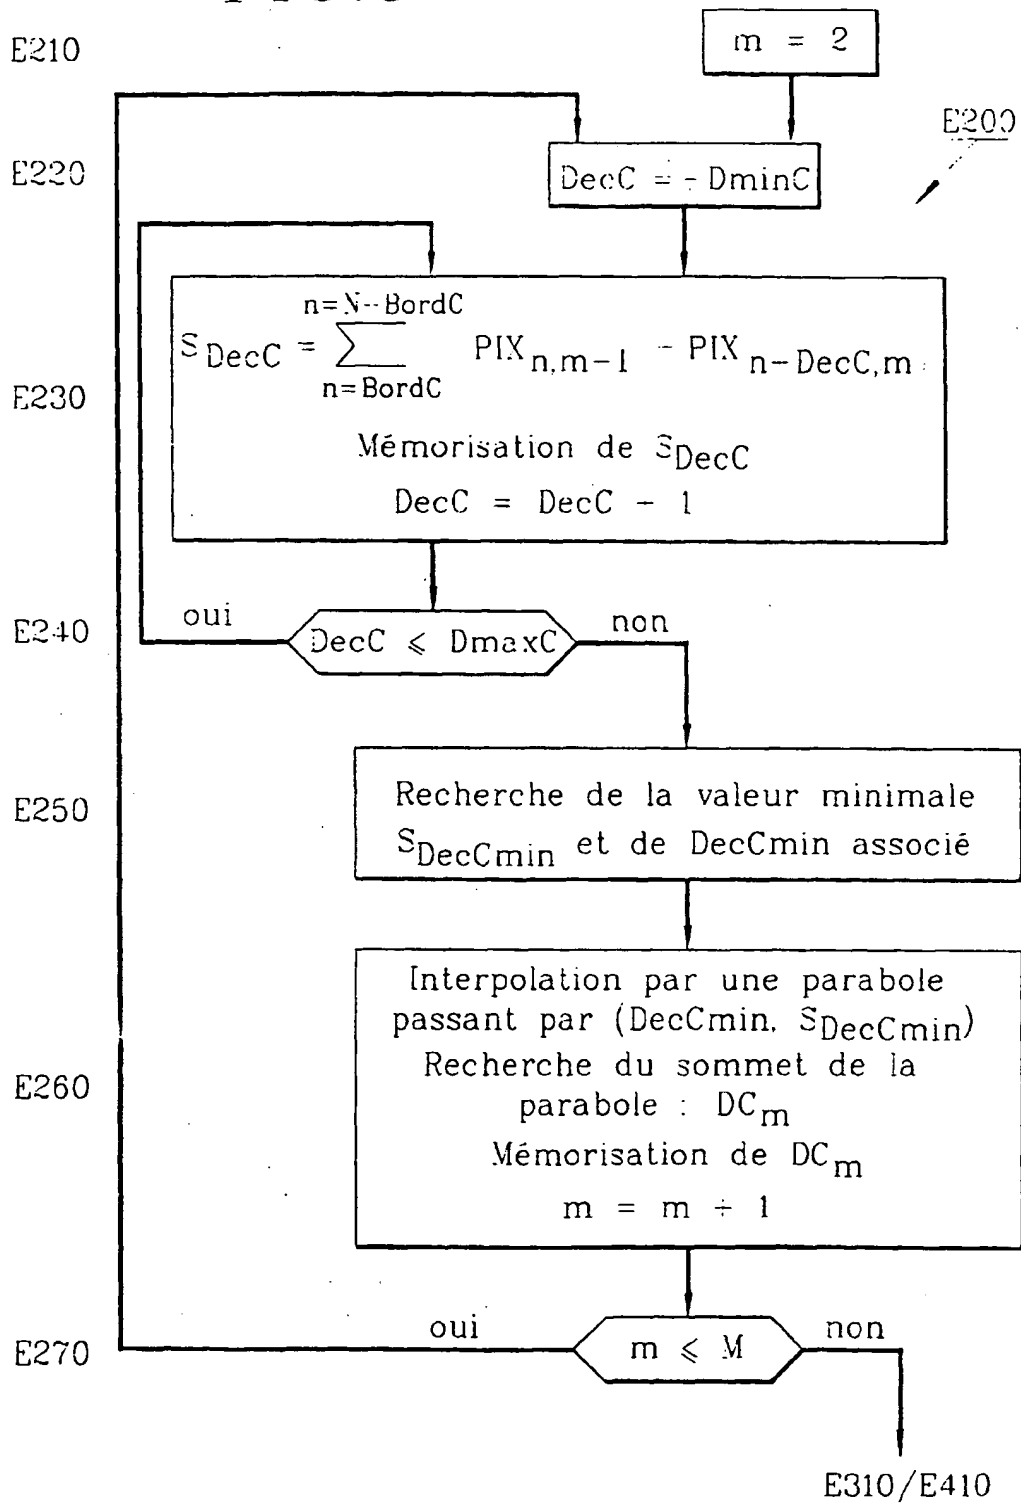 E210
m = 2
E200
E220
DecC = - DminC
n=N-BordC
S DecC = ∑ PIX n,m-1 - PIX n-DecC,m
n=BordC
E230
Mémorisation de S DecC
DecC = DecC - 1
E240
oui
DecC ⩽ DmaxC
non
E250
Recherche de la valeur minimale
S DecCmin et de DecCmin associé
Interpolation par une parabole
passant par (DecCmin, S DecCmin)
Recherche du sommet de la
E260
parabole : DC m
Mémorisation de DC m
m = m + 1
oui
non
E270
m ⩽ M
E310/E410